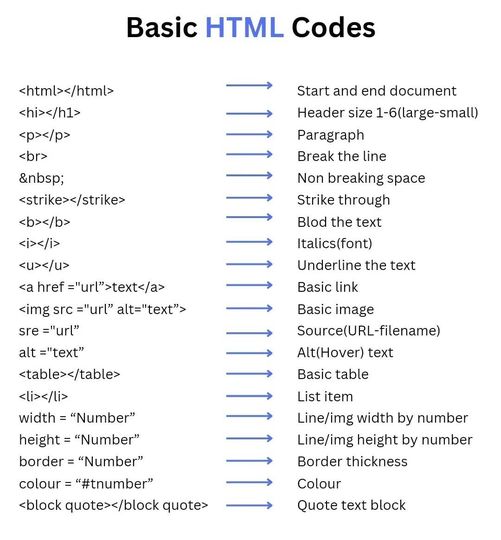 Basic HTML Codes
<html></html> Start and end document
<hi></h1> Header size 1-6(large-small)
<p></p> Paragraph
<br> Break the line
&nbsp; Non breaking space
<strike></strike> Strike through
<b></b> Blod the text
<i></i> Italics(font)
<u></u> Underline the text
<a href ="url”>text</a> Basic link
<img src ="url” alt="text”> Basic image
sre ="url” Source(URL-filename)
alt ="text” Alt(Hover) text
<table></table> Basic table
<li></li> List item
width = “Number” Line/img width by number
height = “Number” Line/img height by number
border = “Number” Border thickness
colour = “#tnumber” Colour
<block quote></block quote> Quote text block